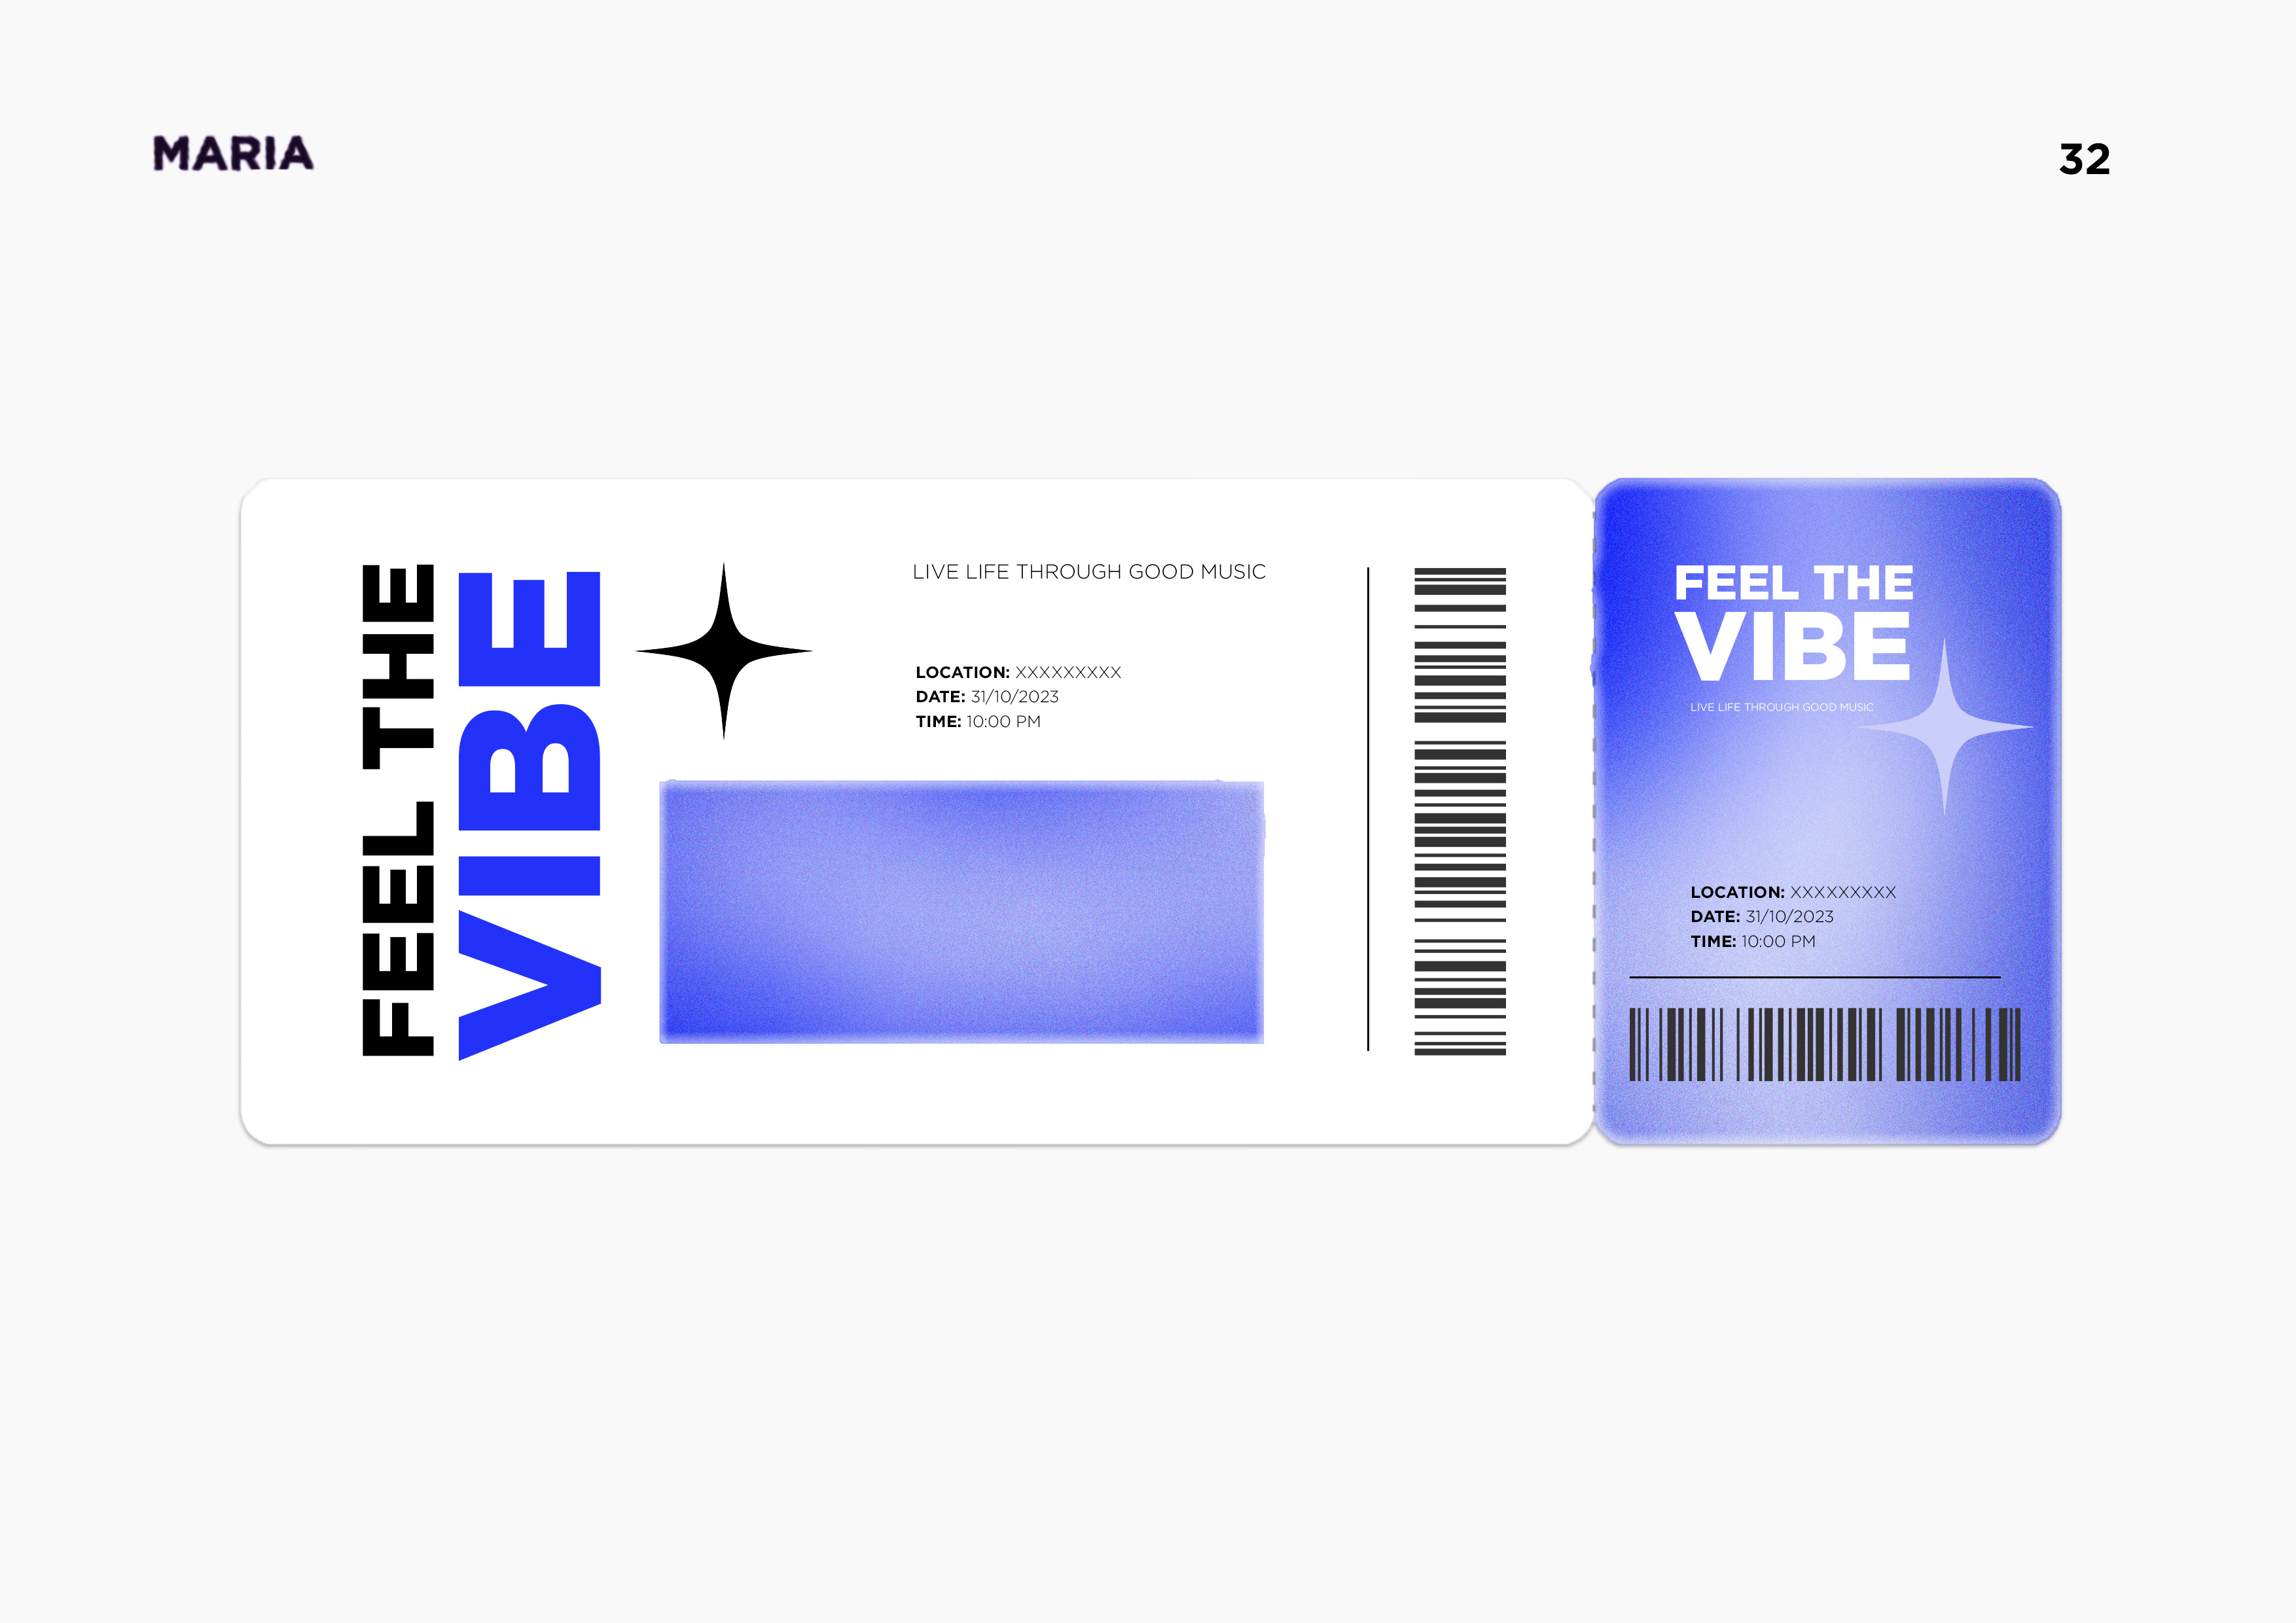 MARIA
32
FEEL THE
VIBE
LIVE LIFE THROUGH GOOD MUSIC
LOCATION: XXXXXXXXX
DATE: 31/10/2023
TIME: 10:00 PM
FEEL THE
VIBE
LIVE LIFE THROUGH GOOD MUSIC
LOCATION: XXXXXXXXX
DATE: 31/10/2023
TIME: 10:00 PM